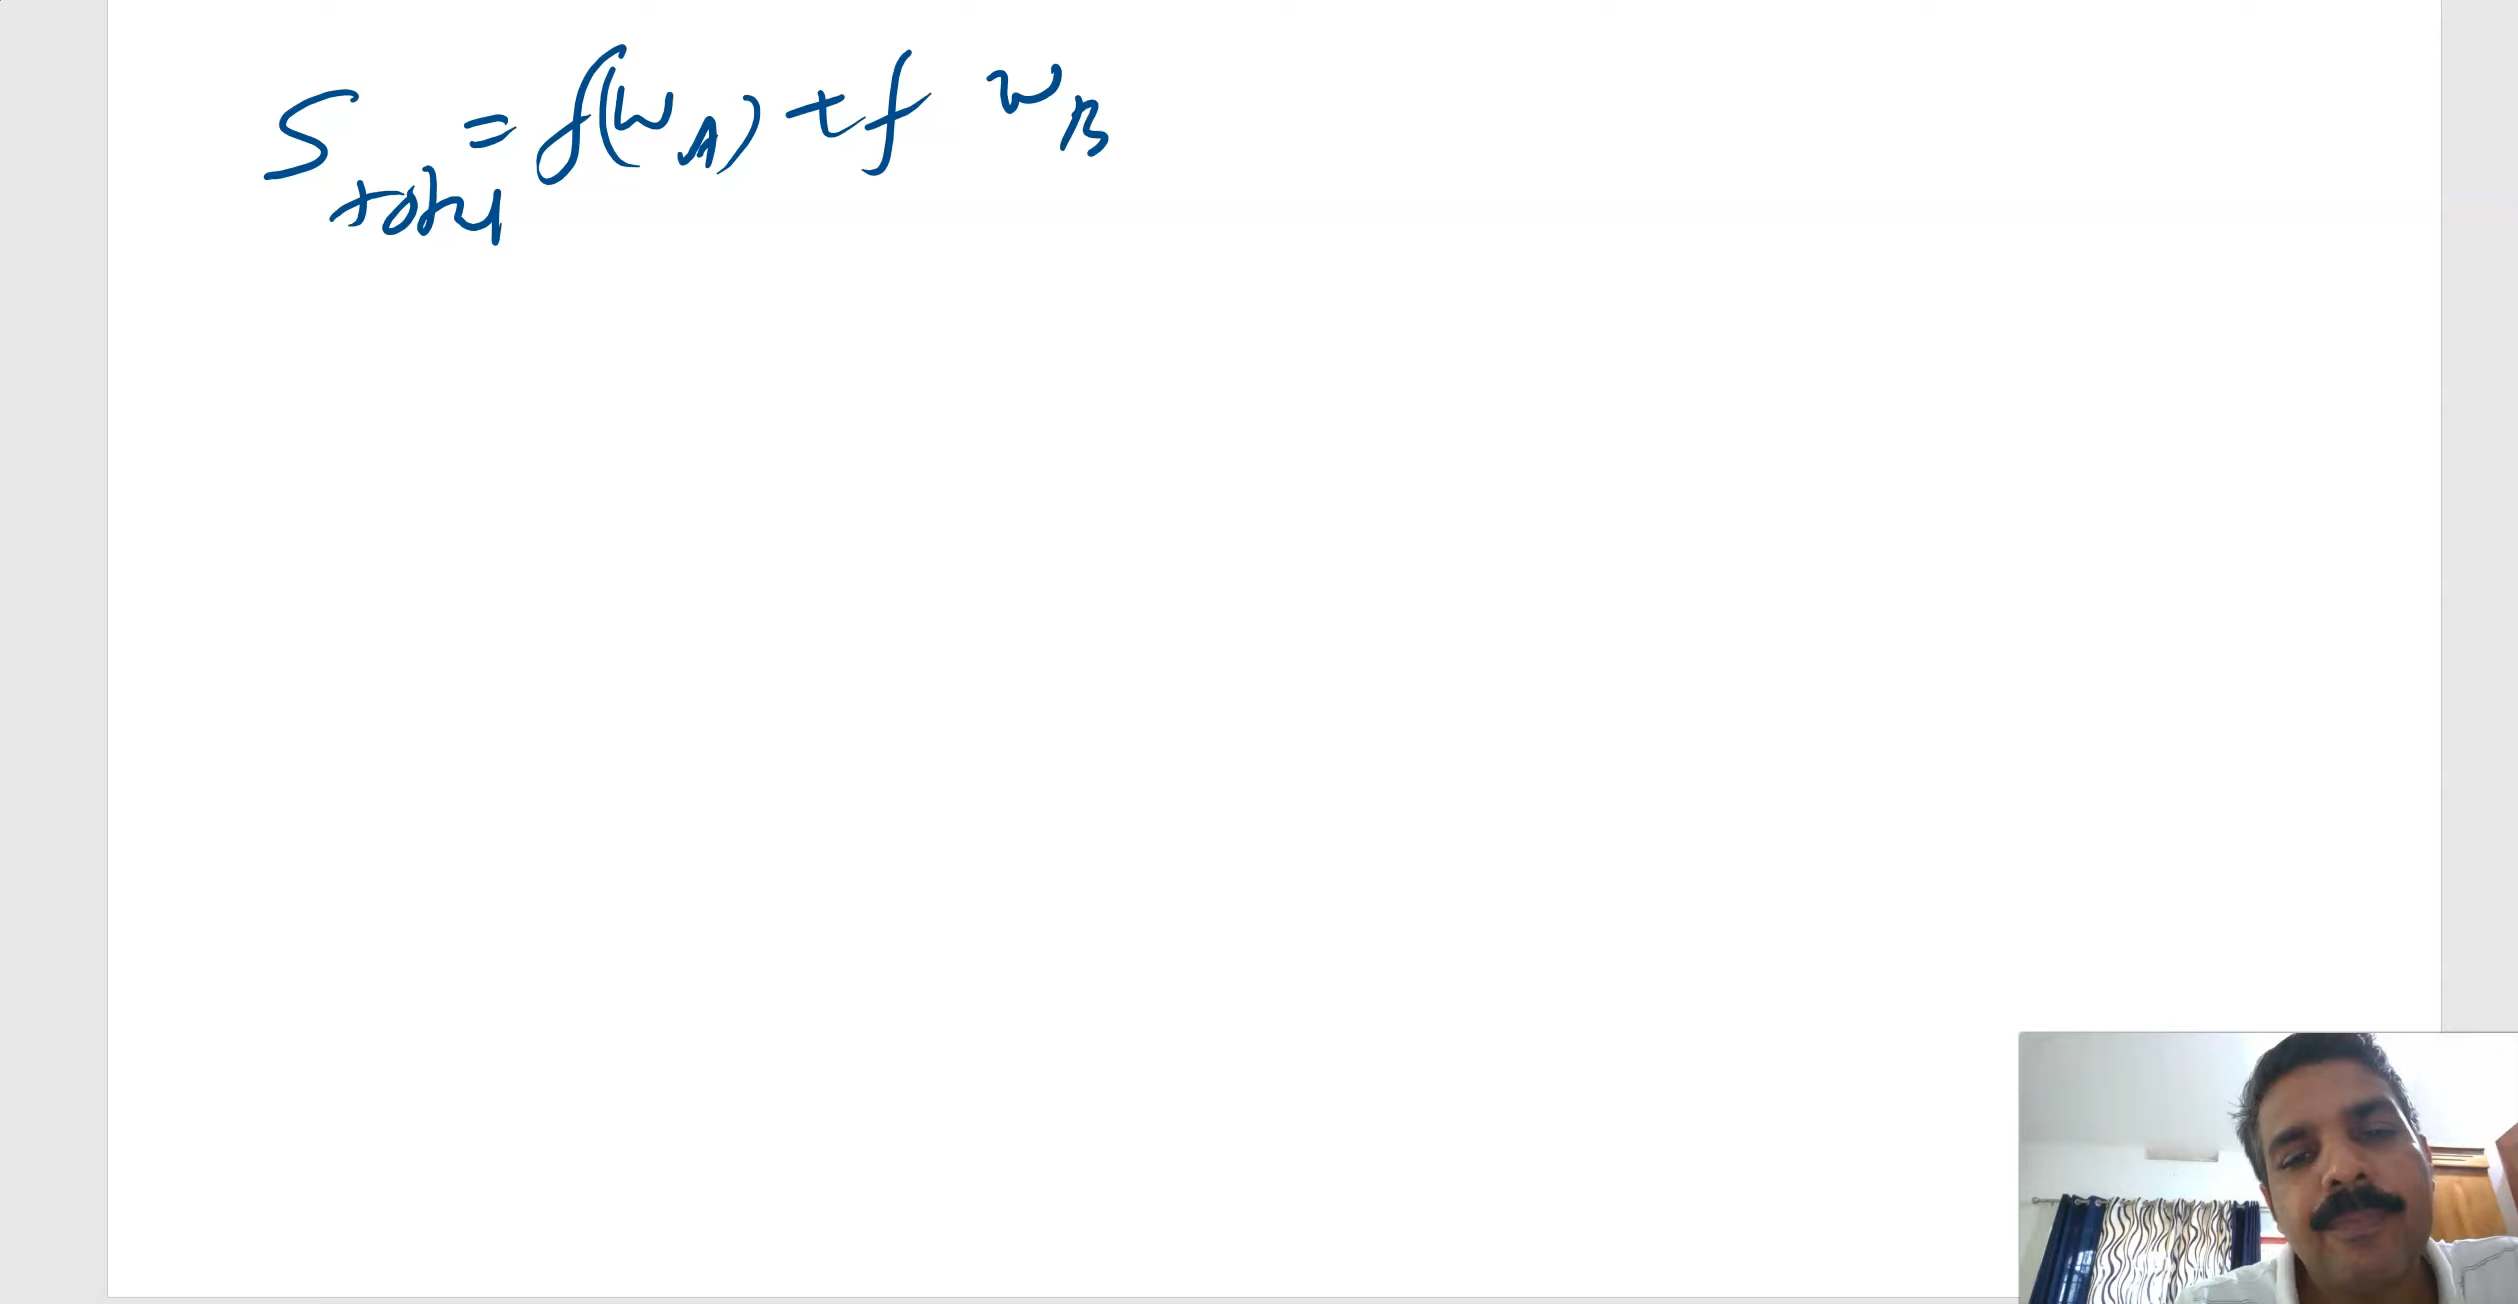 S_total = f(W_A) + f W_B